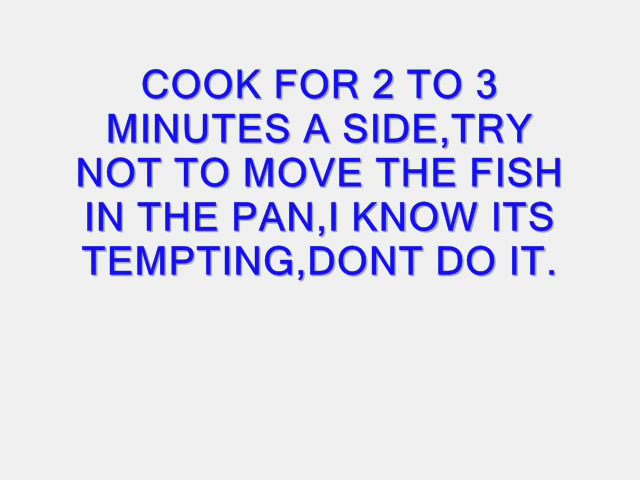 COOK FOR 2 TO 3
MINUTES A SIDE,TRY
NOT TO MOVE THE FISH
IN THE PAN,I KNOW ITS
TEMPTING,DONT DO IT.